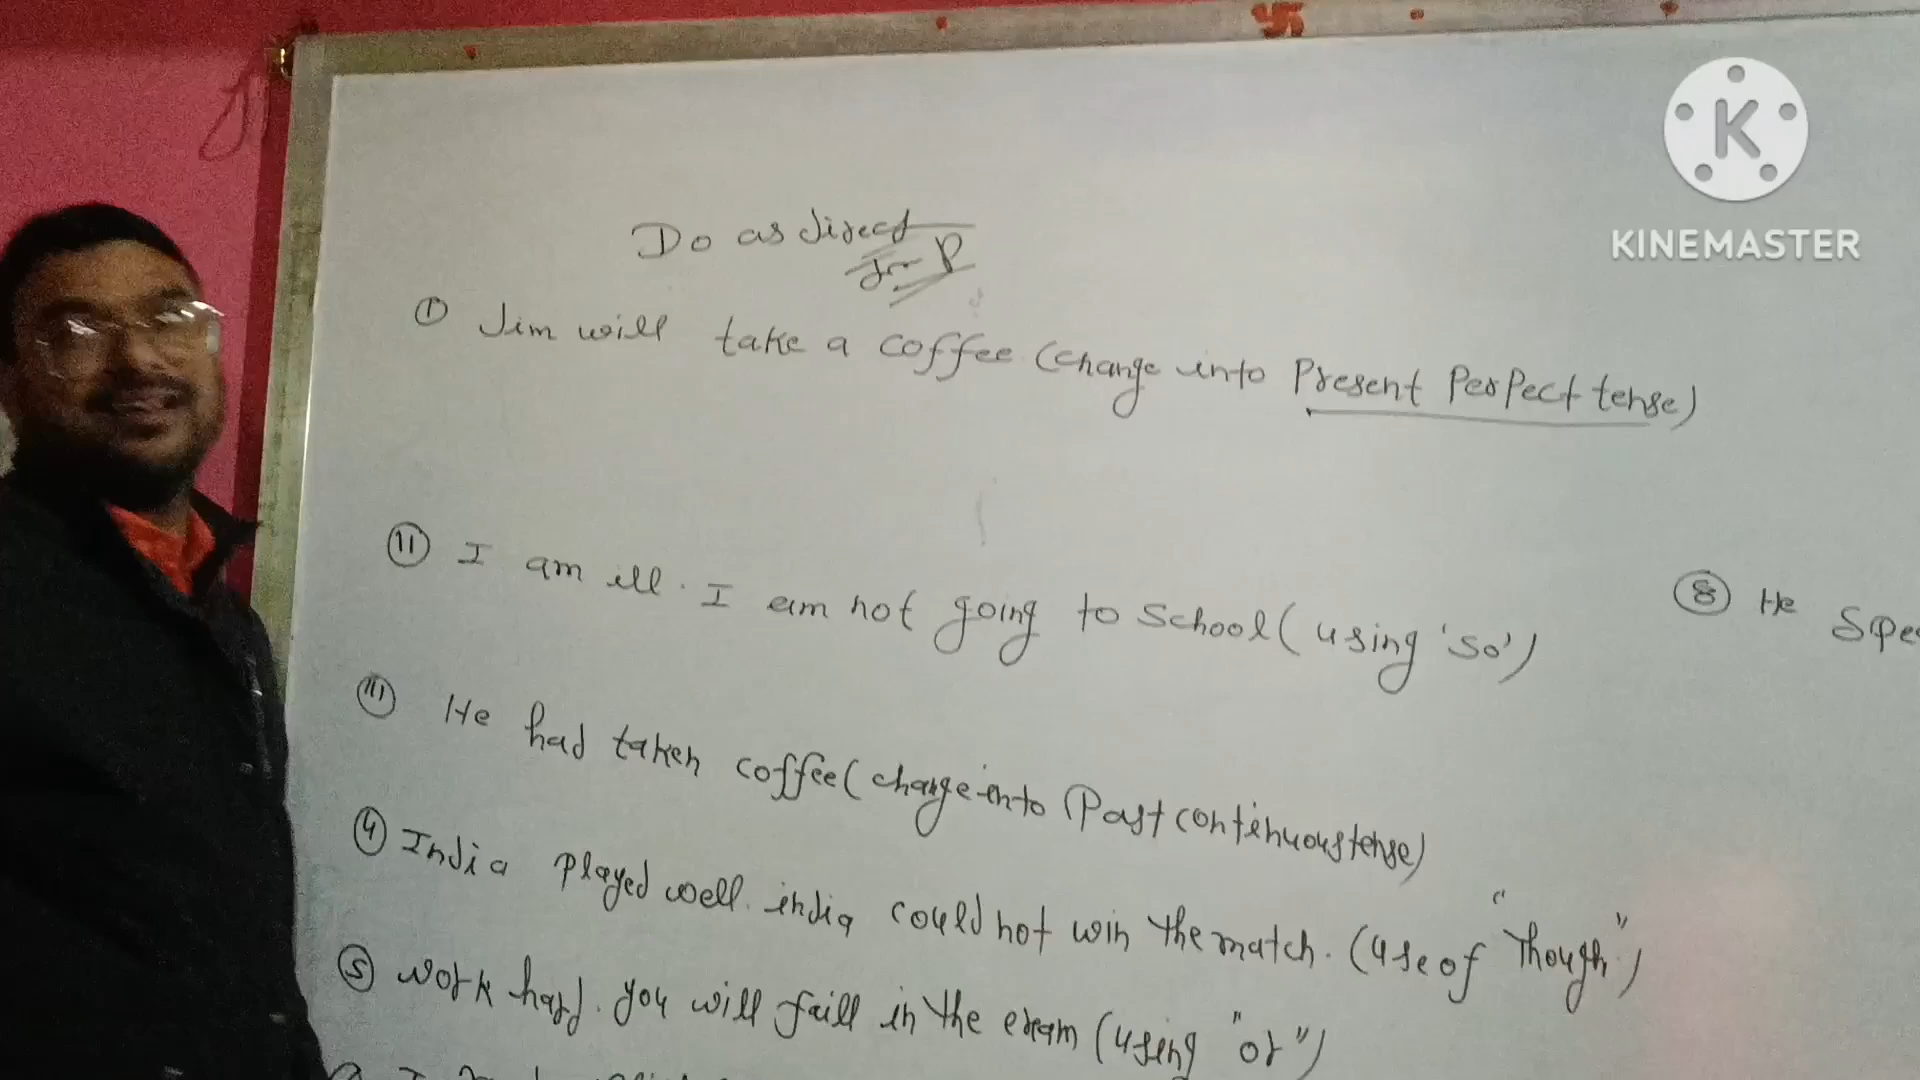 K
KINEMASTER
Do as direct
① Jim will take a coffee (change into Present Perfect tense)
⑪ I am ill. I am not going to School (using 'so')
⑧ He Spe
(iii) He had taken coffee (change into Past continuous tense)
④ India played well. india could not win the match. (use of "Though")
⑤ work hard. you will faill in the exam (using "or")